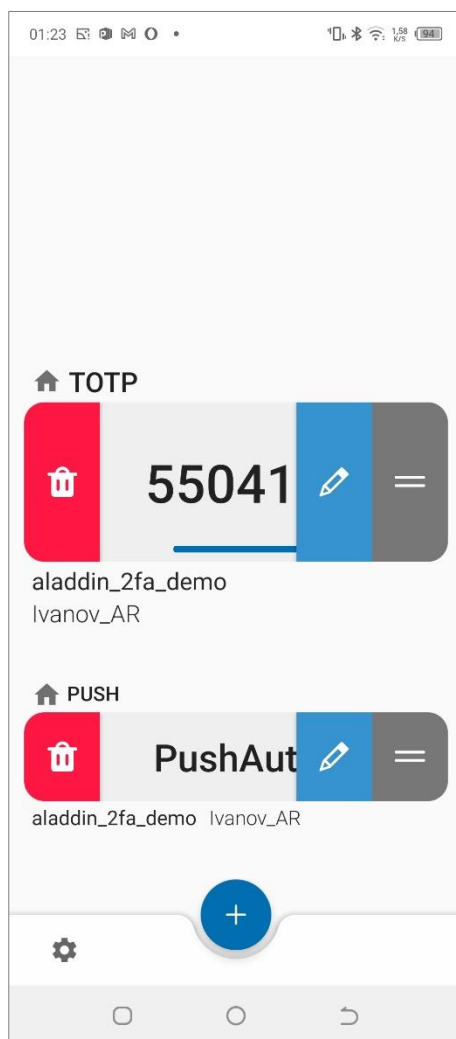 01:23
1,58
K/S
94
TOTP
55041
aladdin_2fa_demo
Ivanov_AR
PUSH
PushAut
aladdin_2fa_demo Ivanov_AR